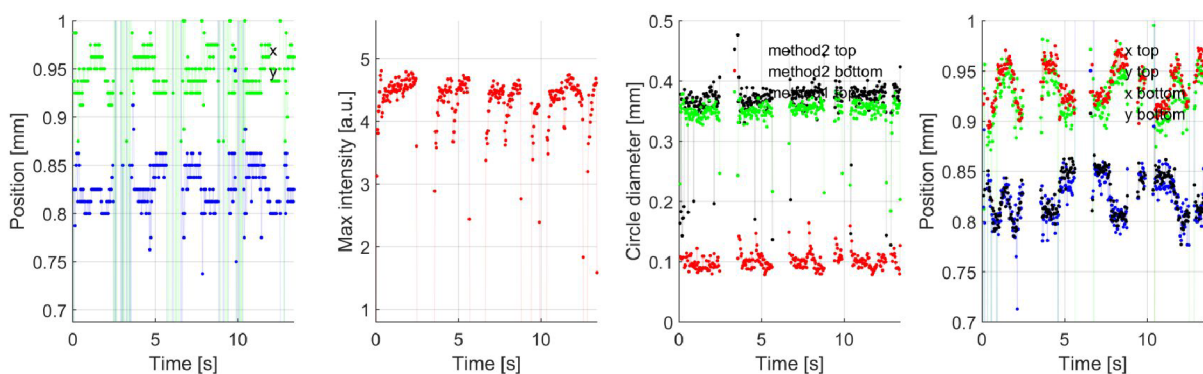 Position [mm]
1
0.95
0.9
0.85
0.8
0.75
0.7
x
y
0
5
10
Time [s]
Max intensity [a.u.]
5
4
3
2
1
0
5
10
Time [s]
Circle diameter [mm]
0.5
0.4
0.3
0.2
0.1
0
method2 top
method2 bottom
method1 top
0
5
10
Time [s]
Position [mm]
1
0.95
0.9
0.85
0.8
0.75
0.7
x top
y top
x bottom
y bottom
0
5
10
Time [s]